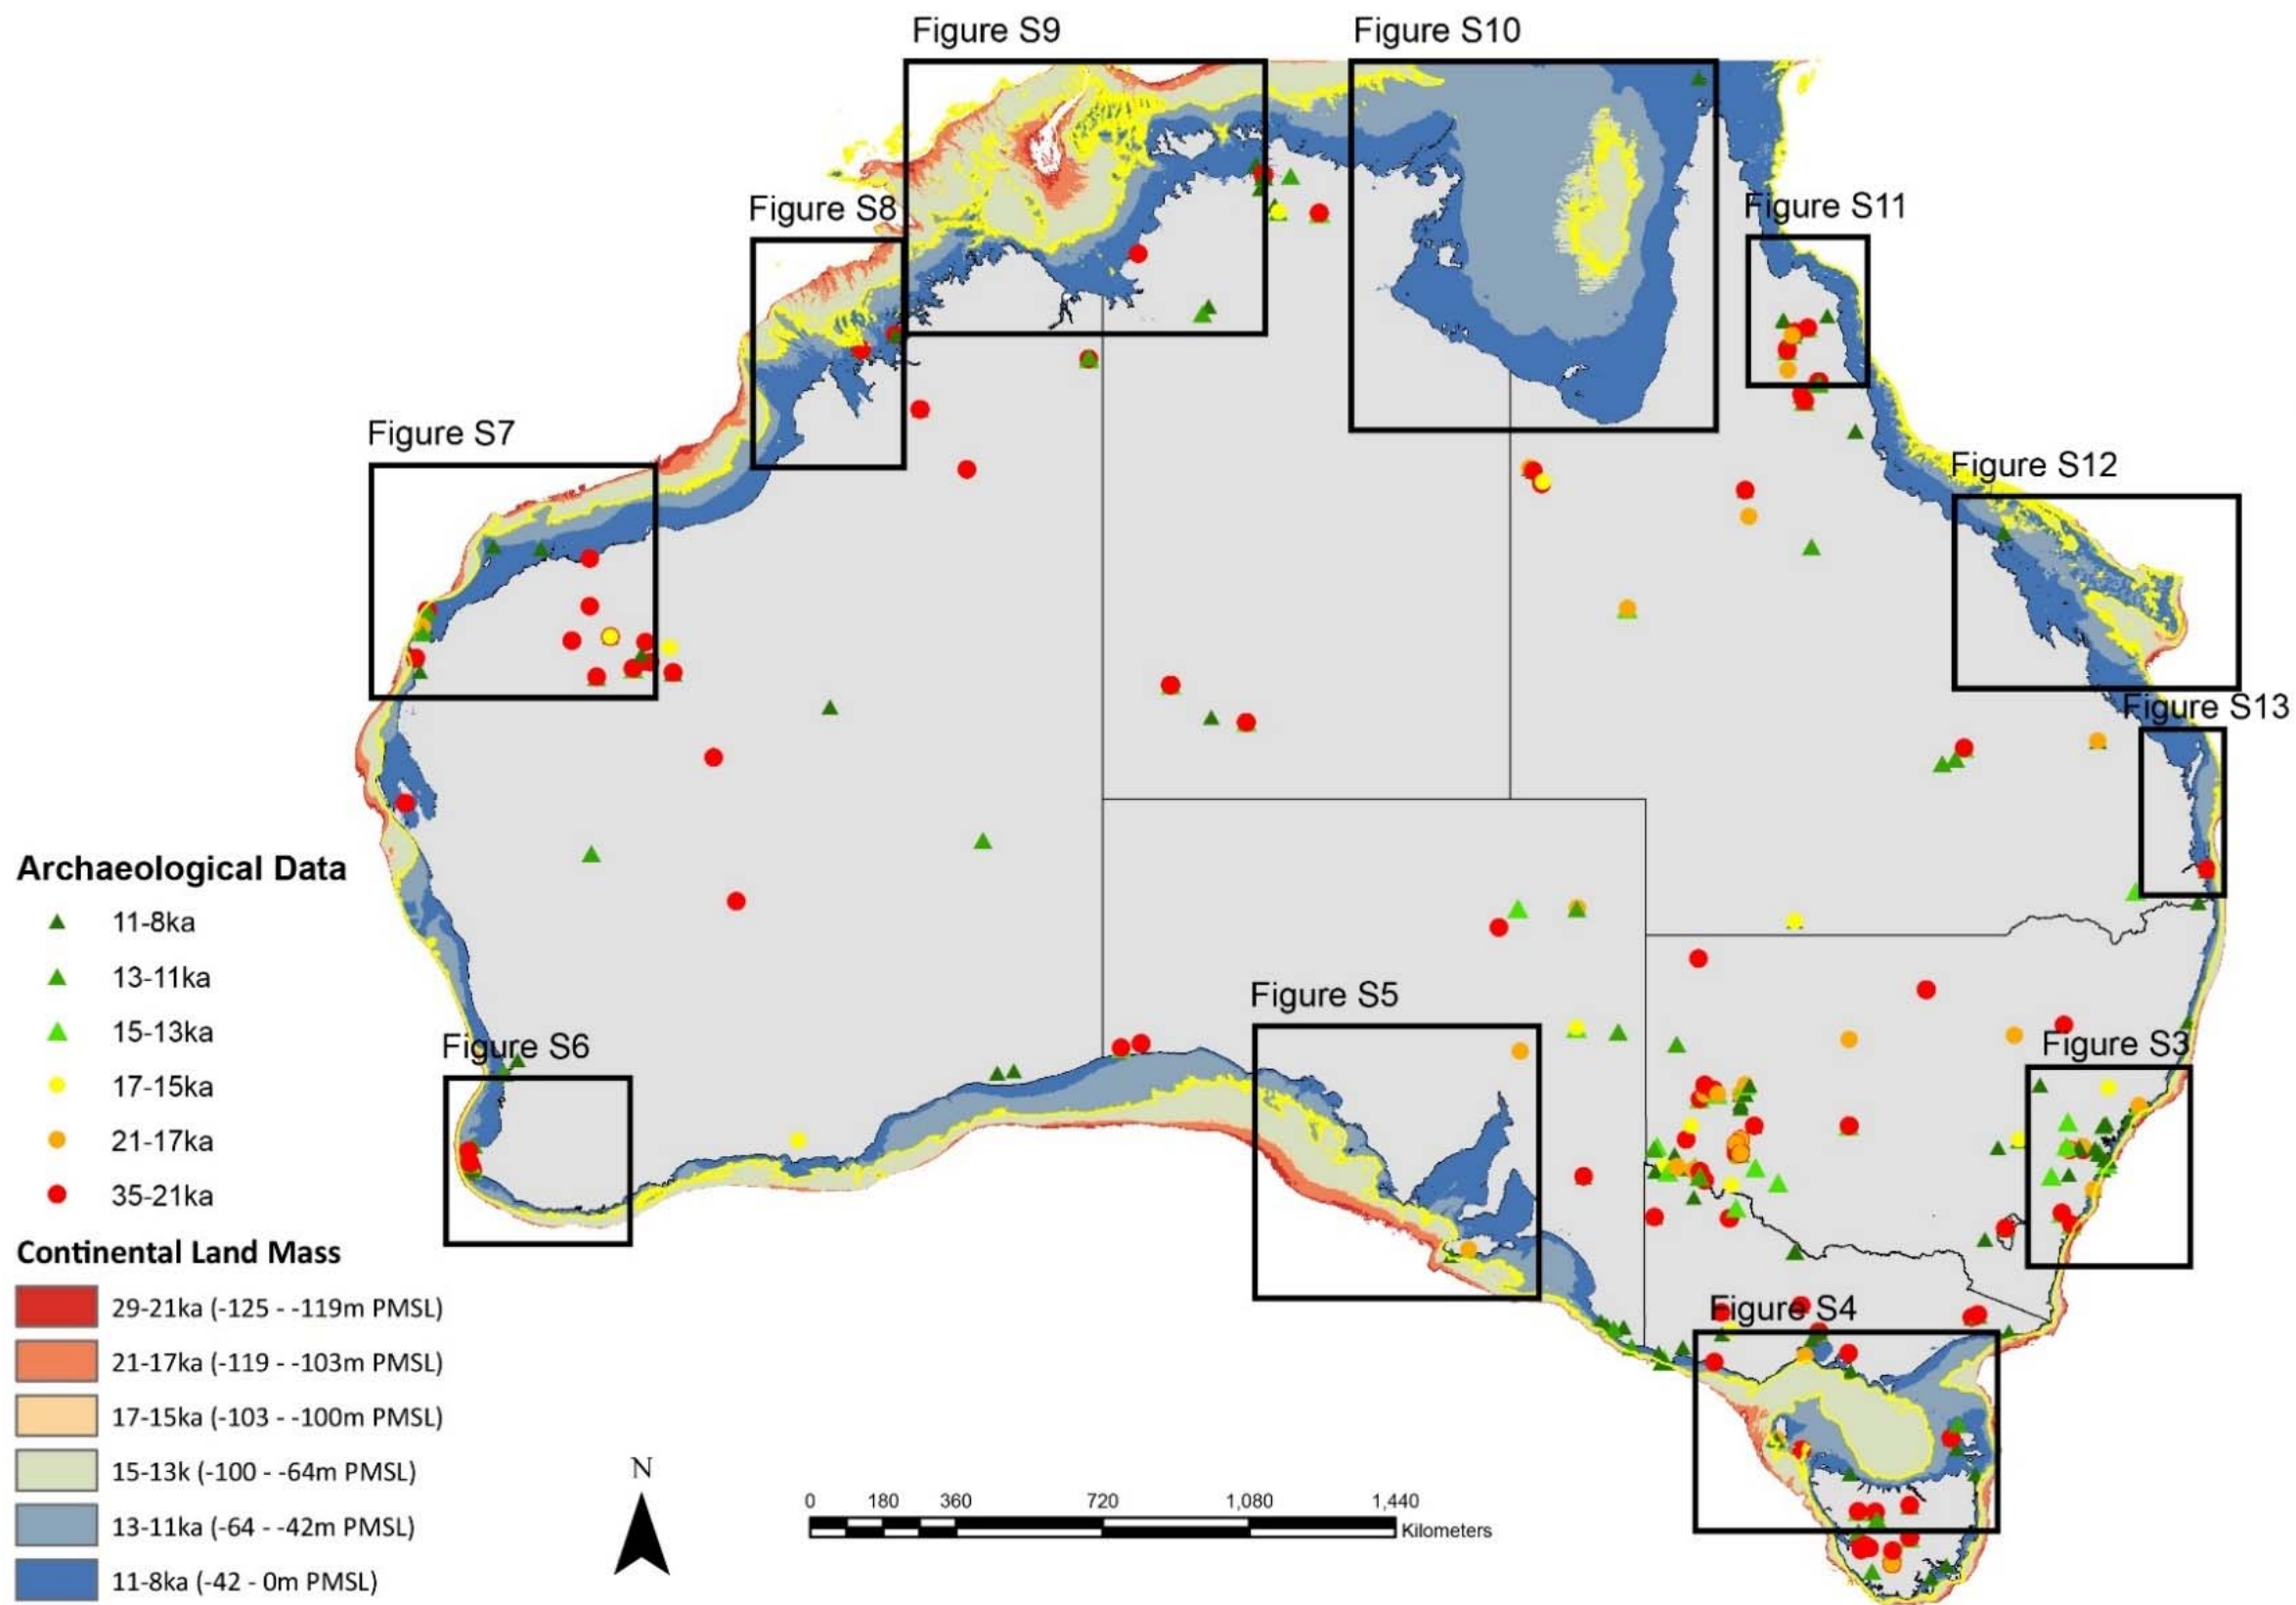 Figure S9
Figure S10
Figure S8
Figure S11
Figure S7
Figure S12
Figure S13
Archaeological Data
11-8ka
13-11ka
15-13ka
17-15ka
21-17ka
35-21ka
Figure S5
Figure S6
Figure S3
Figure S4
Continental Land Mass
29-21ka (-125 - -119m PMSL)
21-17ka (-119 - -103m PMSL)
17-15ka (-103 - -100m PMSL)
15-13k (-100 - -64m PMSL)
13-11ka (-64 - -42m PMSL)
11-8ka (-42 - 0m PMSL)
N
0 180 360 720 1,080 1,440
Kilometers